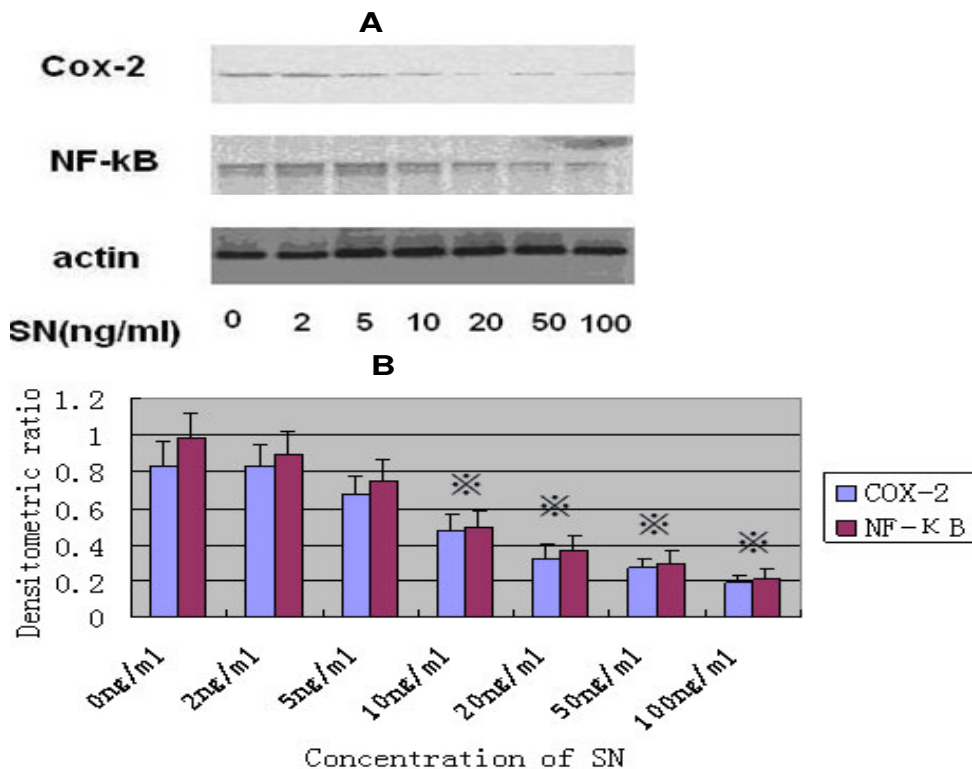 A
Cox-2
NF-kB
actin
SN(ng/ml) 0 2 5 10 20 50 100
B
Densitometric ratio
1.2
1
0.8
0.6
0.4
0.2
0
※ ※ ※ ※
0ng/ml 2ng/ml 5ng/ml 10ng/ml 20ng/ml 50ng/ml 100ng/ml
Concentration of SN
COX-2
NF-κB